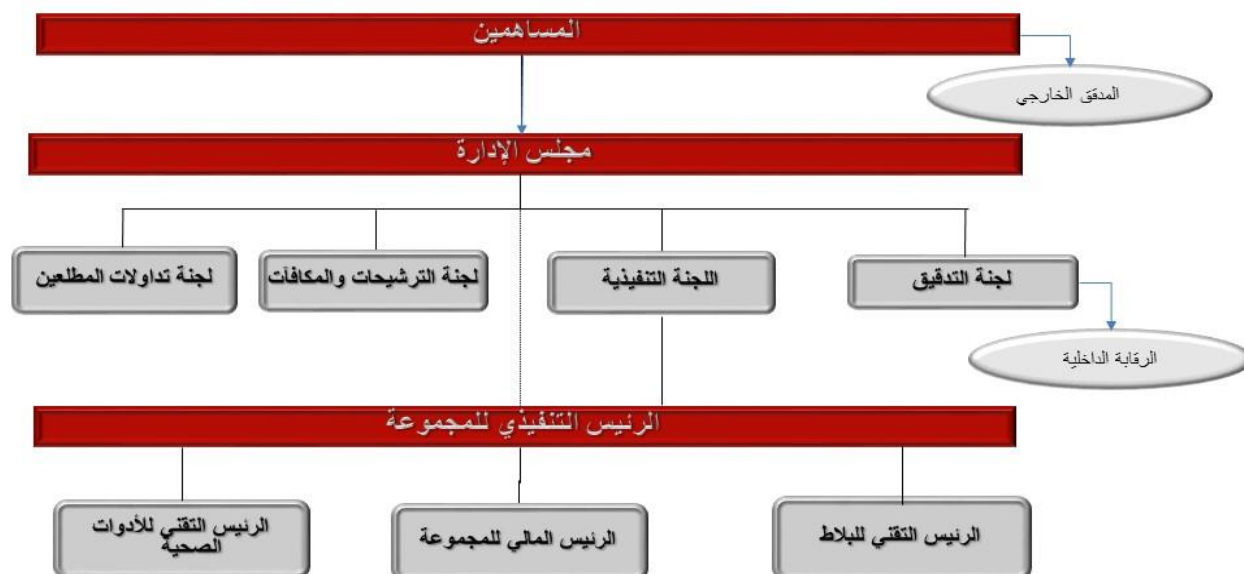 المساهمين
المدقق الخارجي
مجلس الإدارة
لجنة التدقيق
اللجنة التنفيذية
لجنة الترشيحات والمكافآت
لجنة تداولات المطلعين
الرقابة الداخلية
الرئيس التنفيذي للمجموعة
الرئيس التقني للبلاط
الرئيس المالي للمجموعة
الرئيس التقني للأدوات
الصحية